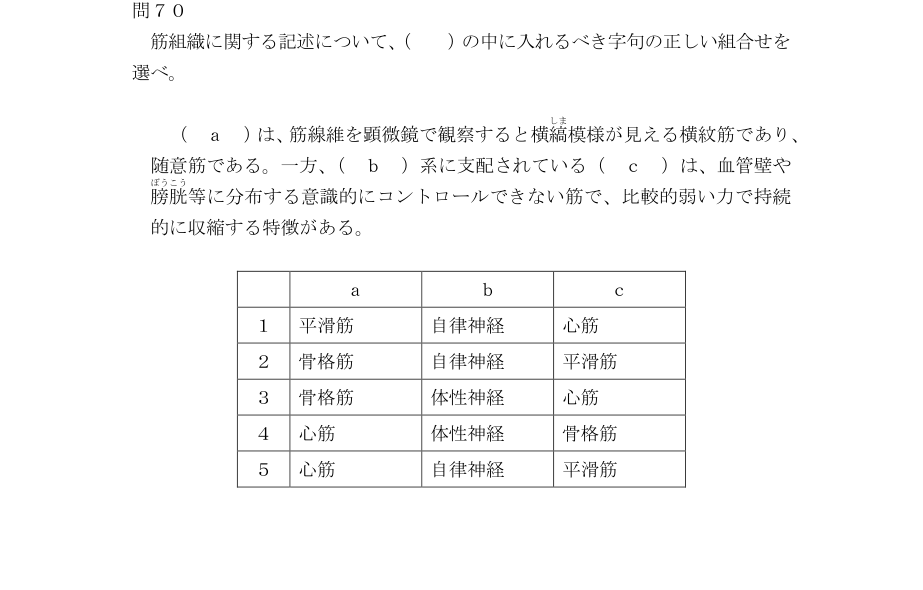 問７０
筋組織に関する記述について、（　　）の中に入れるべき字句の正しい組合せを
選べ。
しま
（　ａ　）は、筋線維を顕微鏡で観察すると横縞模様が見える横紋筋であり、
随意筋である。一方、（　ｂ　）系に支配されている（　ｃ　）は、血管壁や
ぼうこう
膀胱等に分布する意識的にコントロールできない筋で、比較的弱い力で持続
的に収縮する特徴がある。
ａ　ｂ　ｃ
１　平滑筋　自律神経　心筋
２　骨格筋　自律神経　平滑筋
３　骨格筋　体性神経　心筋
４　心筋　体性神経　骨格筋
５　心筋　自律神経　平滑筋